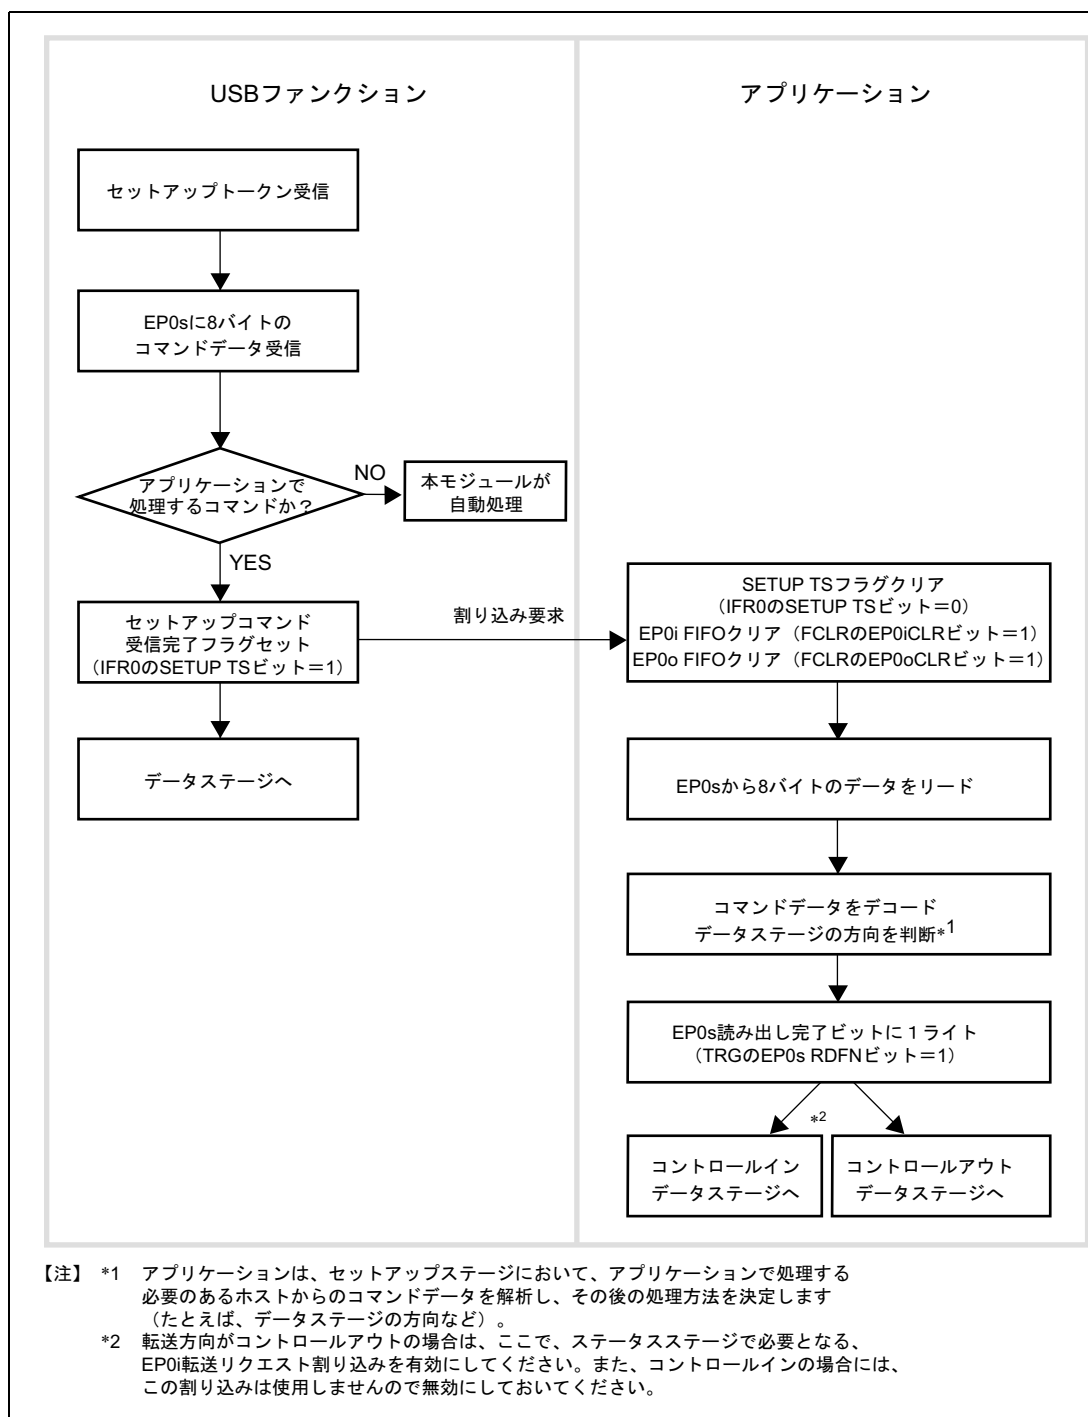 USBファンクション
アプリケーション
セットアップトークン受信
EP0sに8バイトの
コマンドデータ受信
アプリケーションで
処理するコマンドか？
NO
本モジュールが
自動処理
YES
セットアップコマンド
受信完了フラグセット
（IFR0のSETUP TSビット＝1）
割り込み要求
データステージへ
SETUP TSフラグクリア
（IFR0のSETUP TSビット＝0）
EP0i FIFOクリア（FCLRのEP0iCLRビット＝1）
EP0o FIFOクリア（FCLRのEP0oCLRビット＝1）
EP0sから8バイトのデータをリード
コマンドデータをデコード
データステージの方向を判断*1
EP0s読み出し完了ビットに１ライト
（TRGのEP0s RDFNビット＝1）
*2
コントロールイン
データステージへ
コントロールアウト
データステージへ
【注】 *1 アプリケーションは、セットアップステージにおいて、アプリケーションで処理する
必要のあるホストからのコマンドデータを解析し、その後の処理方法を決定します
（たとえば、データステージの方向など）。
*2 転送方向がコントロールアウトの場合は、ここで、ステータスステージで必要となる、
EP0i転送リクエスト割り込みを有効にしてください。また、コントロールインの場合には、
この割り込みは使用しませんので無効にしておいてください。